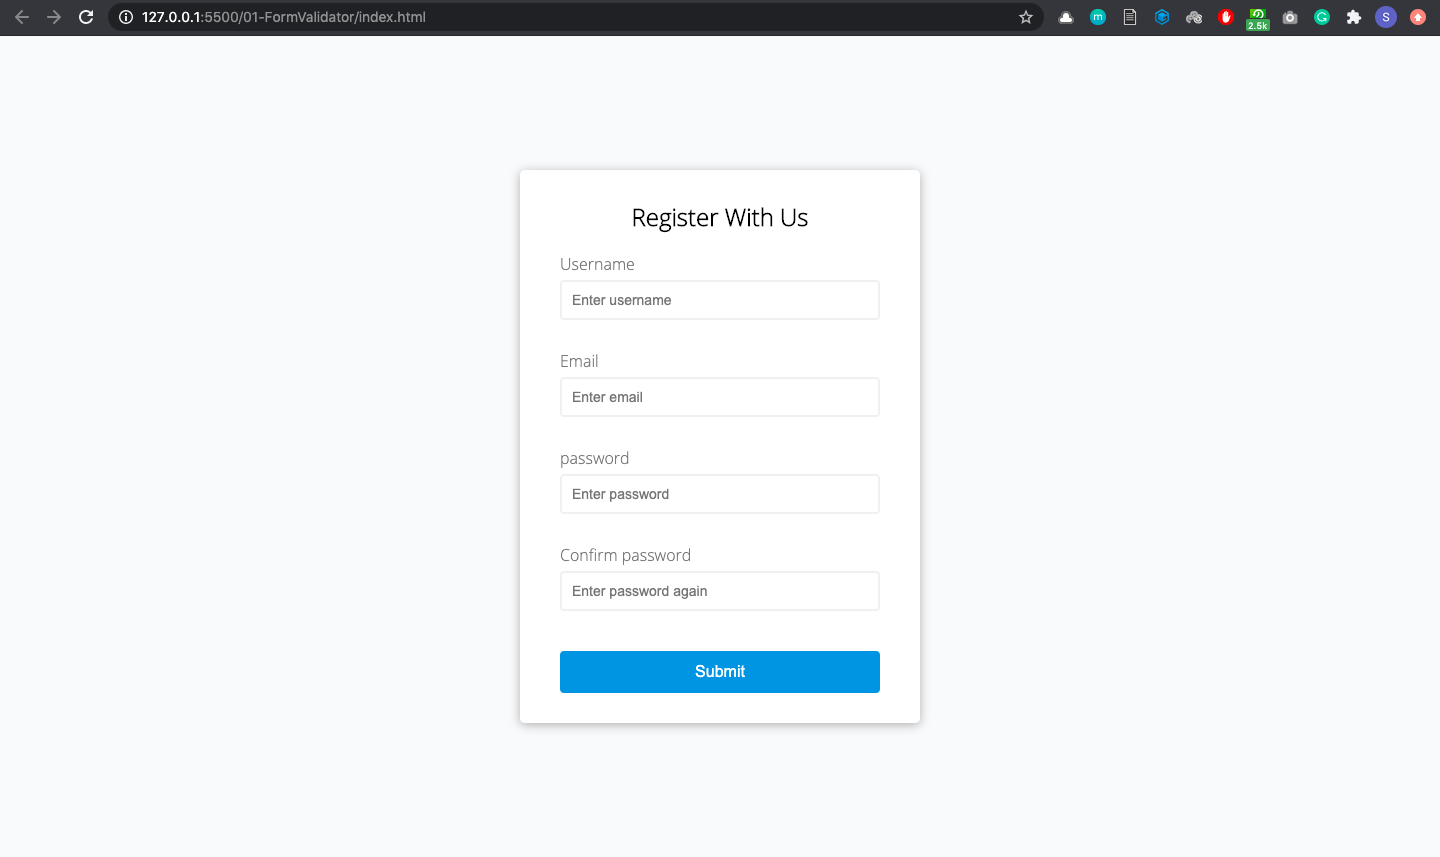 127.0.0.1:5500/01-FormValidator/index.html
m
2.5k
G
S
Register With Us
Username
Enter username
Email
Enter email
password
Enter password
Confirm password
Enter password again
Submit